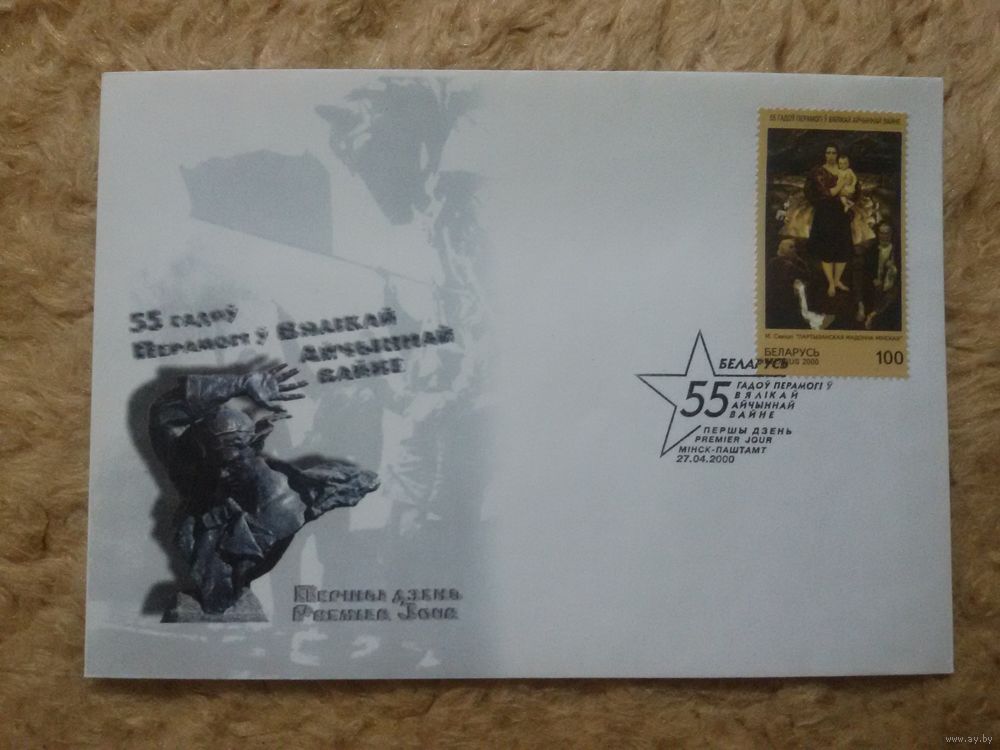 55 ГАДОЎ ПЕРАМОГІ Ў ВЯЛІКАЙ АЙЧЫННАЙ ВАЙНЕ
М. Савіцкі "ПАРТЫЗАНСКАЯ МАДОННА МІНСКАЯ"
БЕЛАРУСЬ
2000
100
55 гадоў
Перамогі ў Вялікай
Айчыннай
вайне
БЕЛАРУСЬ
55 ГАДОЎ ПЕРАМОГІ Ў
ВЯЛІКАЙ
АЙЧЫННАЙ
ВАЙНЕ
ПЕРШЫ ДЗЕНЬ
PREMIER JOUR
МІНСК-ПАШТАМТ
27.04.2000
Першы дзень
Premier Jour
www.ay.by